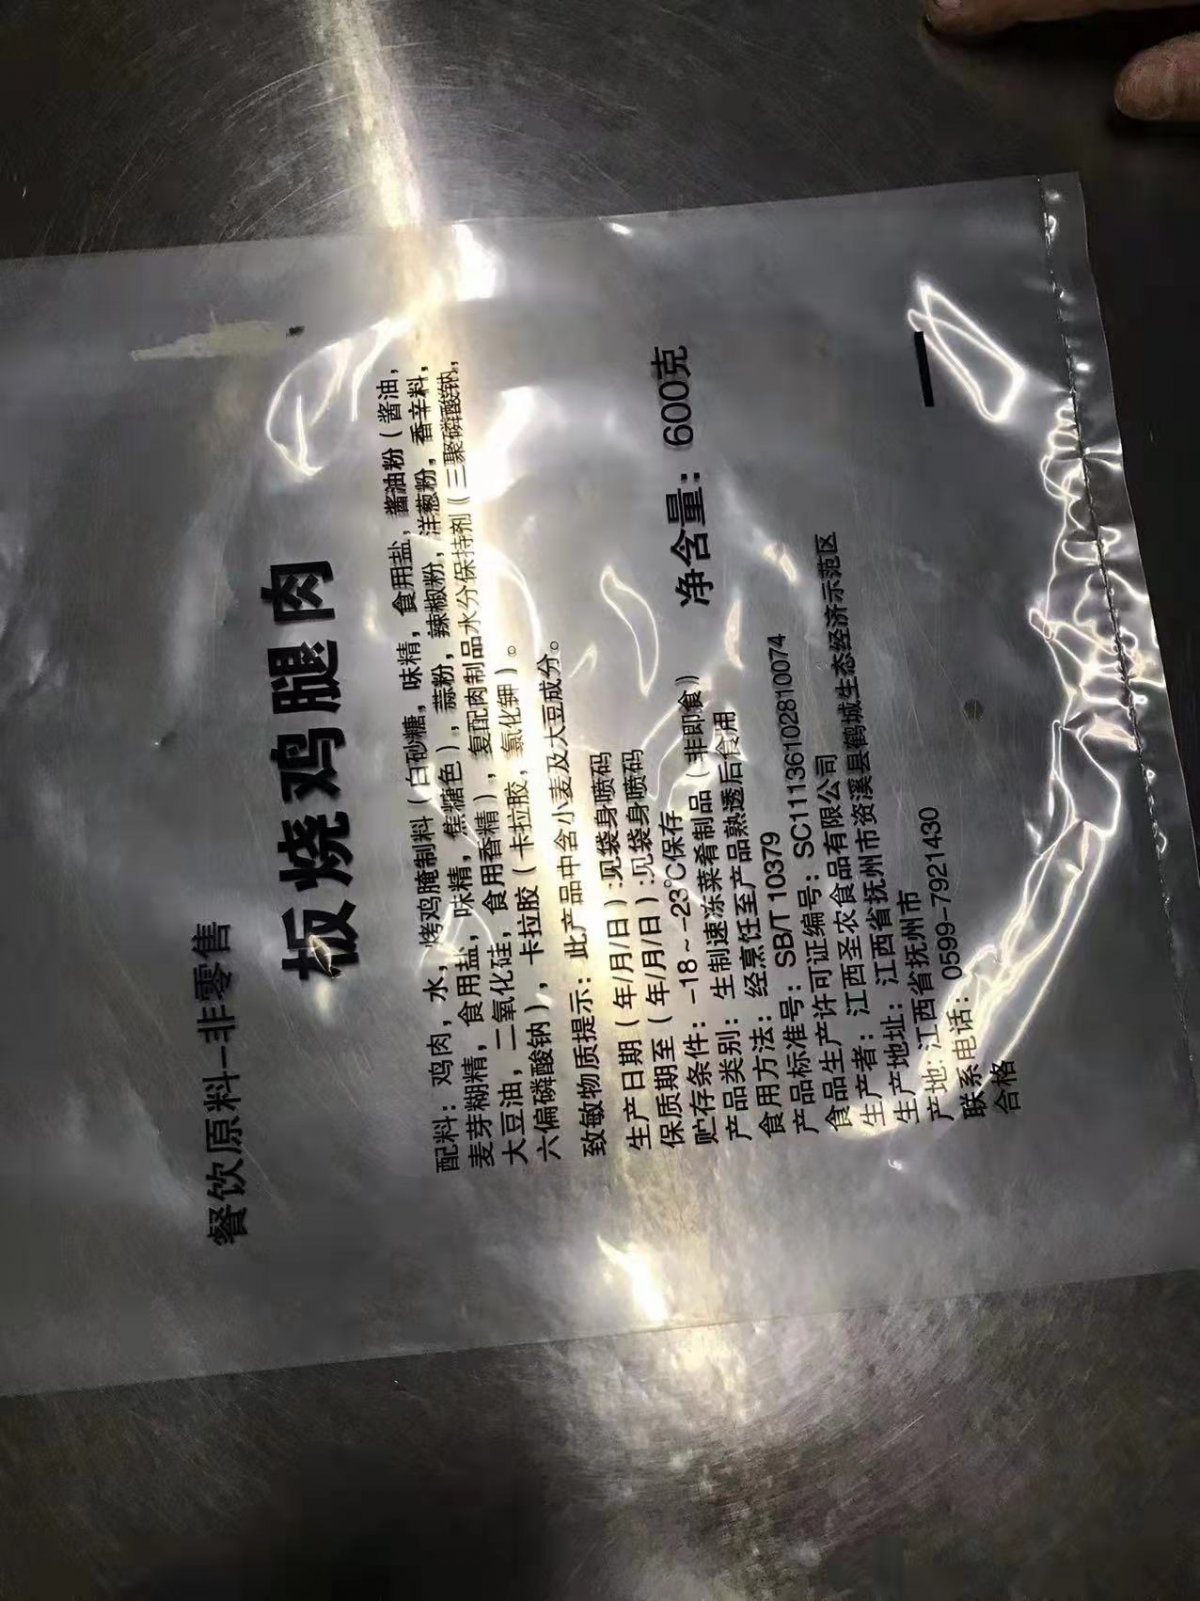 餐饮原料-非零售
板烧鸡腿肉
配料：鸡肉，水，烤鸡腌制料（白砂糖，味精，食用盐，酱油粉（酱油，
麦芽糊精，食用盐，味精，焦糖色），蒜粉，辣椒粉，洋葱粉，香辛料，
大豆油，二氧化硅，食用香精），复配肉制品水分保持剂（三聚磷酸钠，
六偏磷酸钠），卡拉胶（卡拉胶，氯化钾）。
致敏物质提示：此产品中含小麦及大豆成分。
生产日期（年/月/日）:见袋身喷码
保质期至（年/月/日）:见袋身喷码
贮存条件：-18～-23℃保存
净含量：600克
产品类别：生制速冻菜肴制品（非即食）
食用方法：经烹饪至产品熟透后食用
产品标准号：SB/T 10379
食品生产许可证编号：SC11136102810074
生产者：江西圣农食品有限公司
生产地址：江西省抚州市资溪县鹤城生态经济示范区
产地: 江西省抚州市
联系电话：0599-7921430
合格